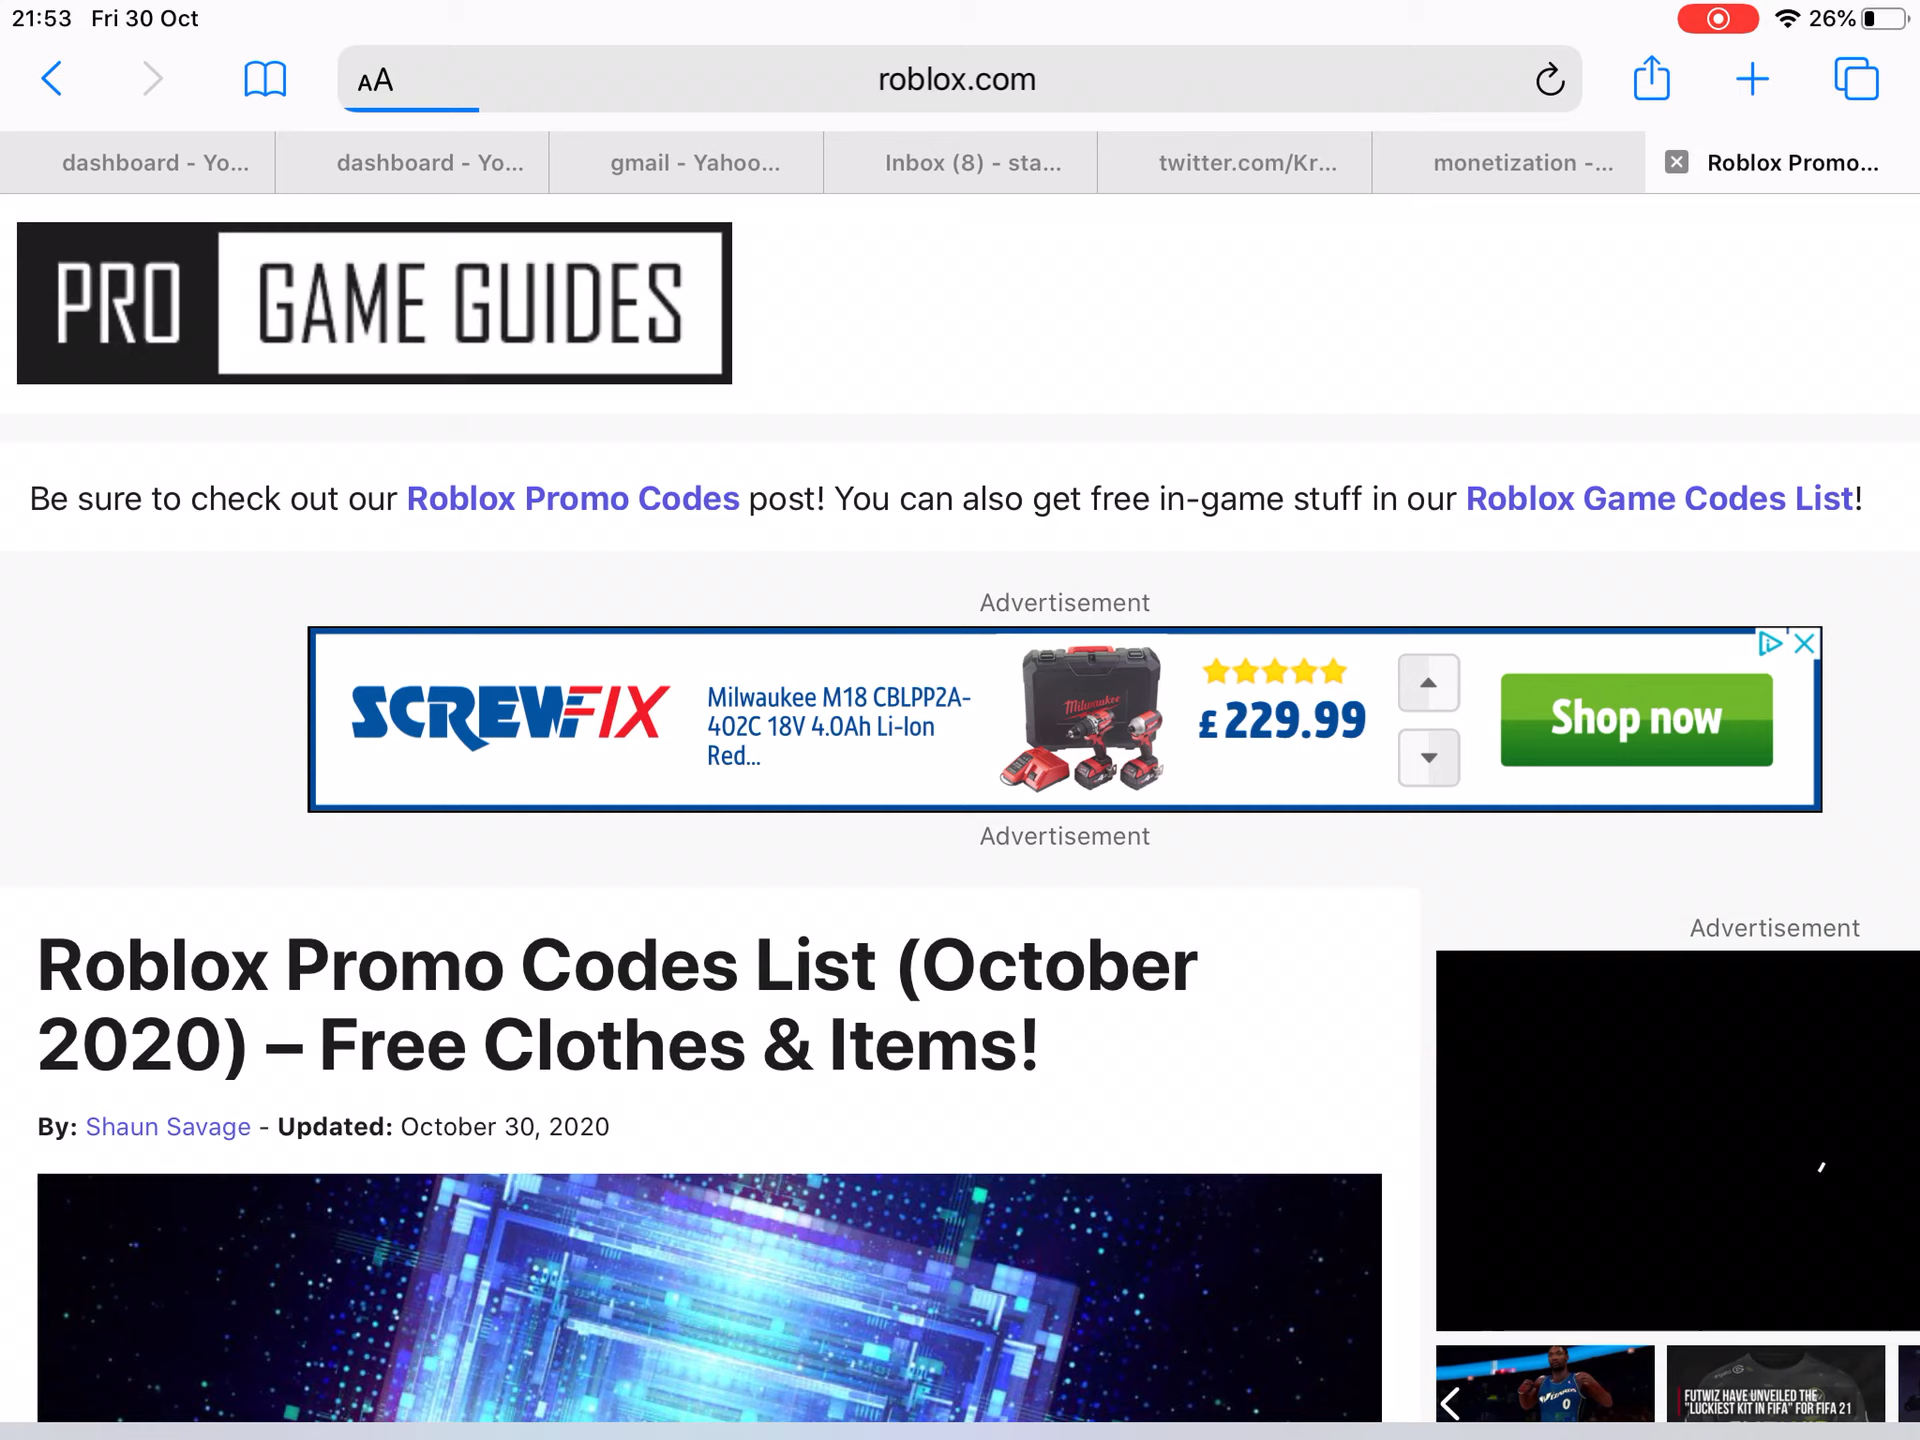 21:53 Fri 30 Oct
26%
AA
roblox.com
dashboard - Yo...
dashboard - Yo...
gmail - Yahoo...
Inbox (8) - sta...
twitter.com/Kr...
monetization -...
Roblox Promo...
PRO GAME GUIDES
Be sure to check out our Roblox Promo Codes post! You can also get free in-game stuff in our Roblox Game Codes List!
Advertisement
SCREWFIX
Milwaukee M18 CBLPP2A-
402C 18V 4.0Ah Li-Ion
Red...
Milwaukee
£229.99
Shop now
Advertisement
Roblox Promo Codes List (October
2020) – Free Clothes & Items!
By: Shaun Savage - Updated: October 30, 2020
Advertisement
WIZARDS
0
FUTWIZ HAVE UNVEILED THE
"LUCKIEST KIT IN FIFA" FOR FIFA 21